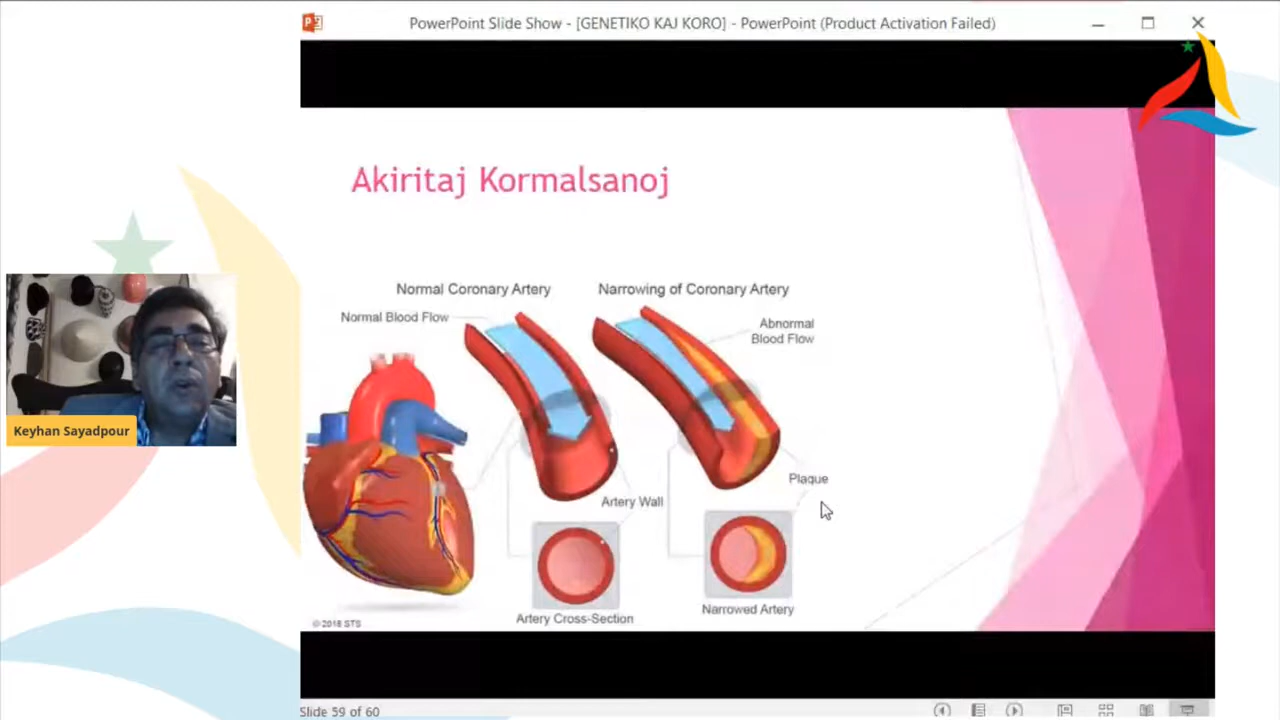 PowerPoint Slide Show - [GENETIKO KAJ KORO] - PowerPoint (Product Activation Failed)
Akiritaj Kormalsanoj
Normal Coronary Artery
Narrowing of Coronary Artery
Normal Blood Flow
Abnormal
Blood Flow
Keyhan Sayadpour
Plaque
Artery Wall
Narrowed Artery
Artery Cross-Section
© 2018 STS
Slide 59 of 60